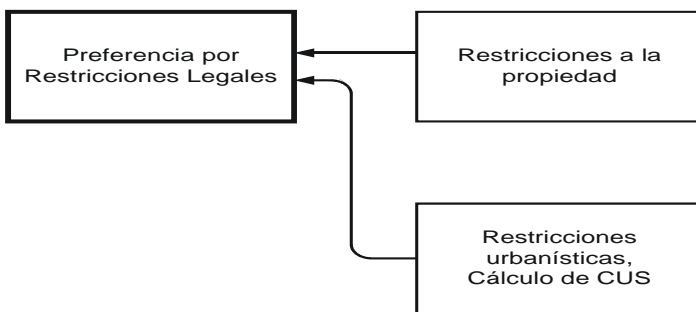 Preferencia por
Restricciones Legales
Restricciones a la
propiedad
Restricciones
urbanísticas,
Cálculo de CUS